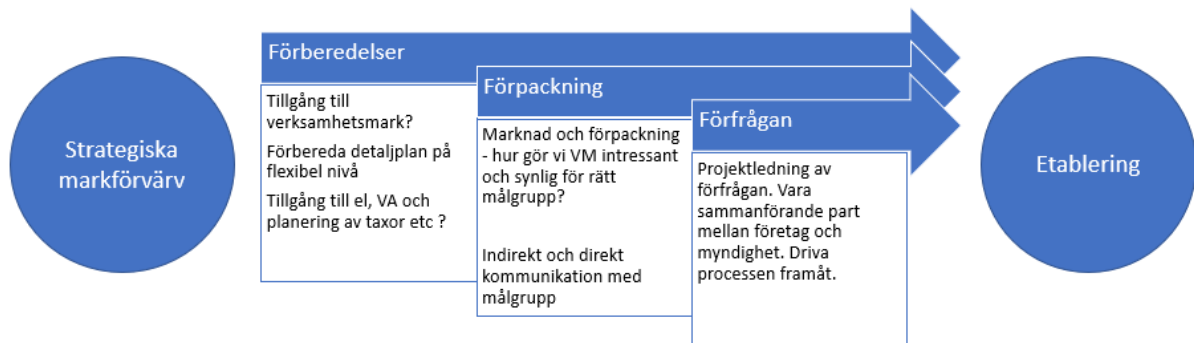 Strategiska
markförvärv
Förberedelser
Tillgång till
verksamhetsmark?
Förbereda detaljplan på
flexibel nivå
Tillgång till el, VA och
planering av taxor etc ?
Förpackning
Marknad och förpackning
- hur gör vi VM intressant
och synlig för rätt
målgrupp?
Indirekt och direkt
kommunikation med
målgrupp
Förfrågan
Projektledning av
förfrågan. Vara
sammanförande part
mellan företag och
myndighet. Driva
processen framåt.
Etablering